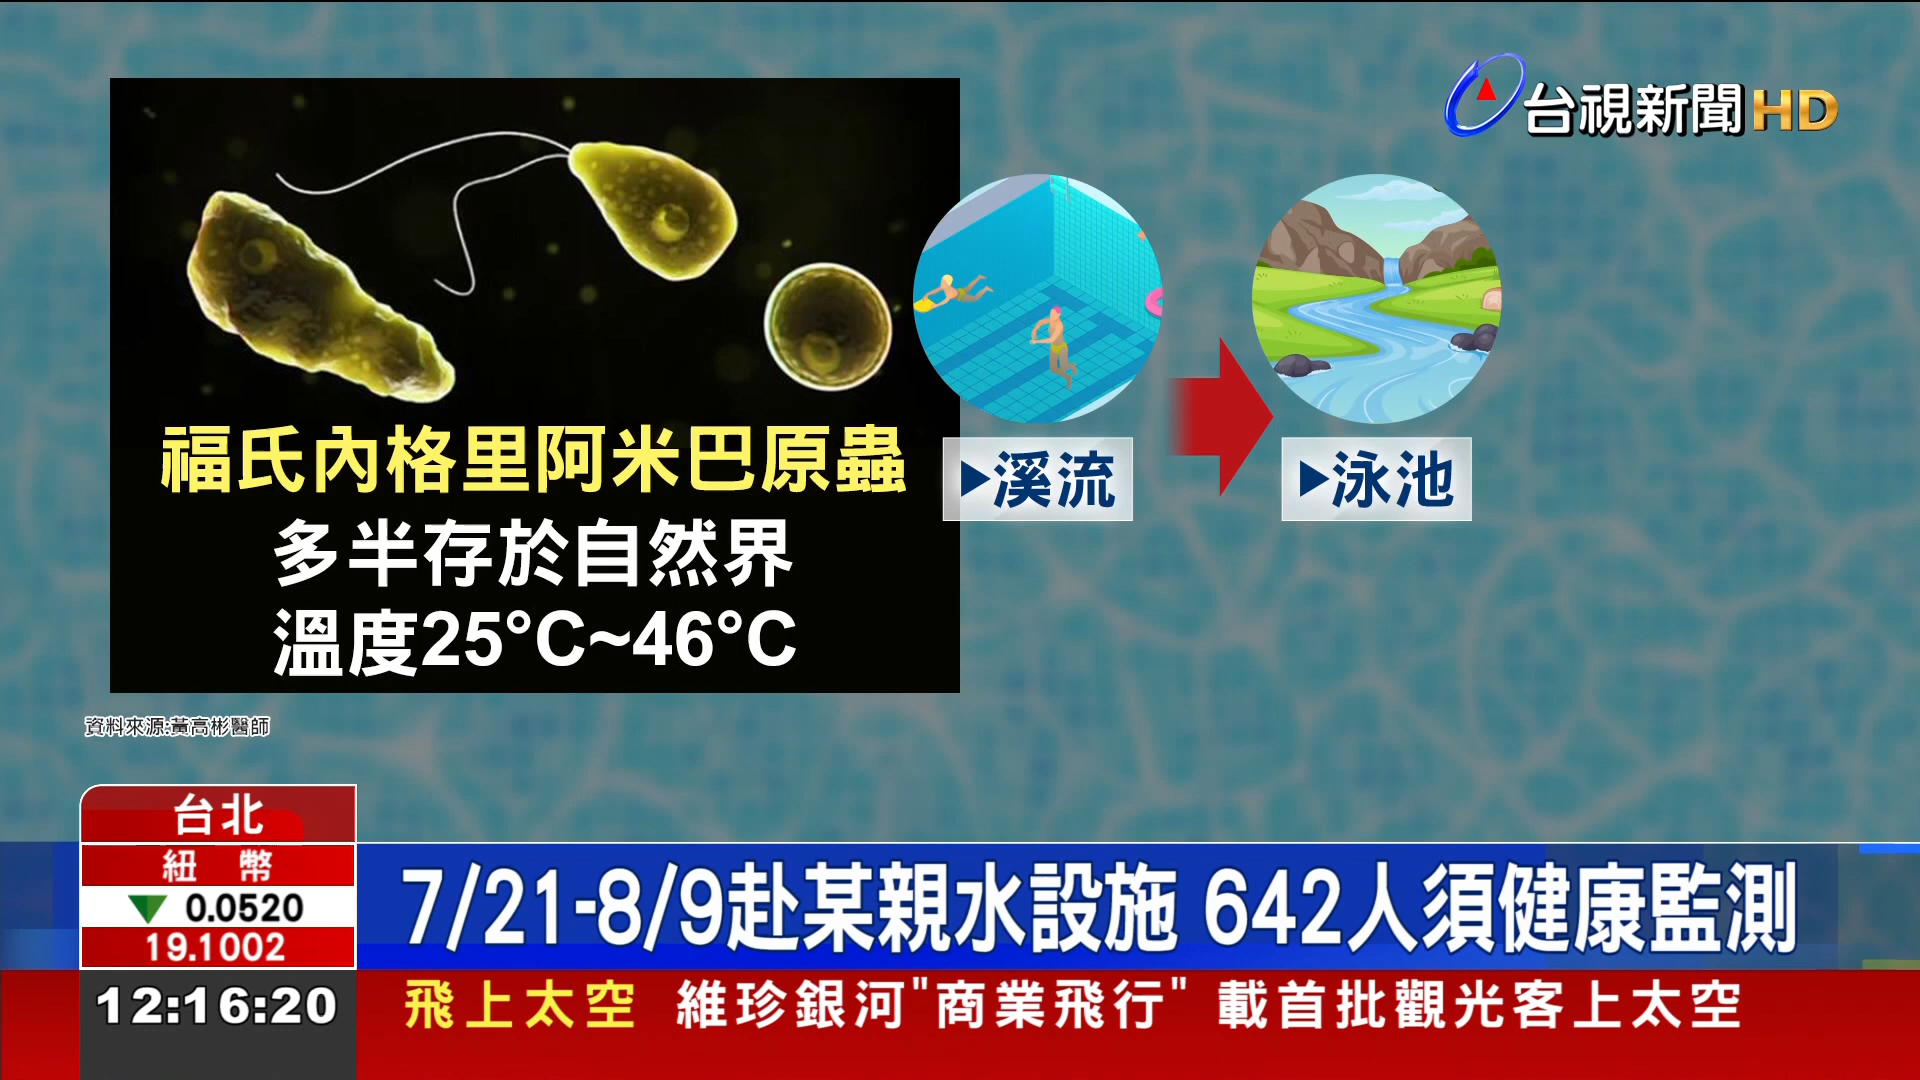 台視新聞HD
福氏內格里阿米巴原蟲
多半存於自然界
溫度25°C~46°C
▶溪流
▶泳池
資料來源:黃高彬醫師
台北
紐 幣
▼ 0.0520
19.1002
12:16:20
7/21-8/9赴某親水設施 642人須健康監測
飛上太空 維珍銀河"商業飛行" 載首批觀光客上太空